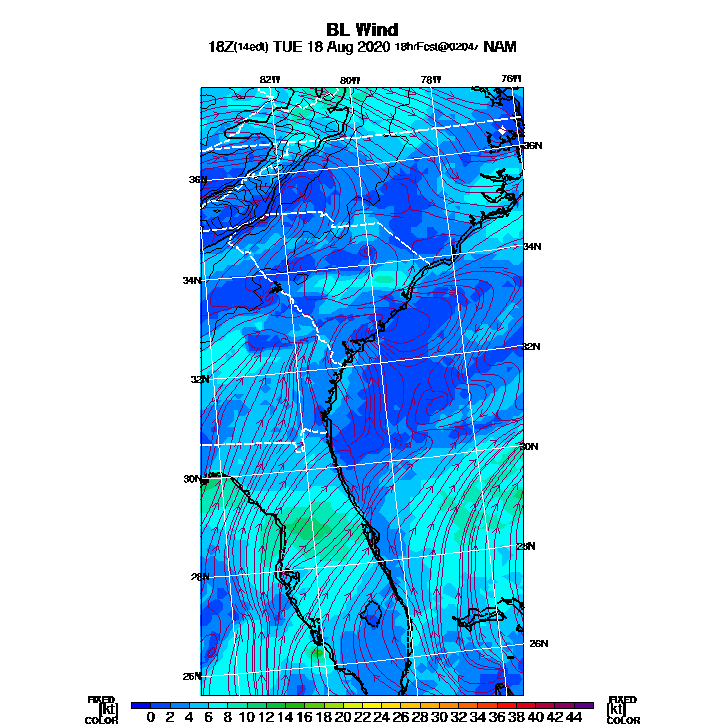 BL Wind
18Z(14edt) TUE 18 Aug 2020 18hrFcst@0204z NAM
82W 80W 78W 76W
36N
36N
34N
34N
32N
32N
30N
30N
28N
28N
26N
26N
FIXED FIXED
[kt] 0 2 4 6 8 10 12 14 16 18 20 22 24 26 28 30 32 34 36 38 40 42 44 [kt]
COLOR COLOR